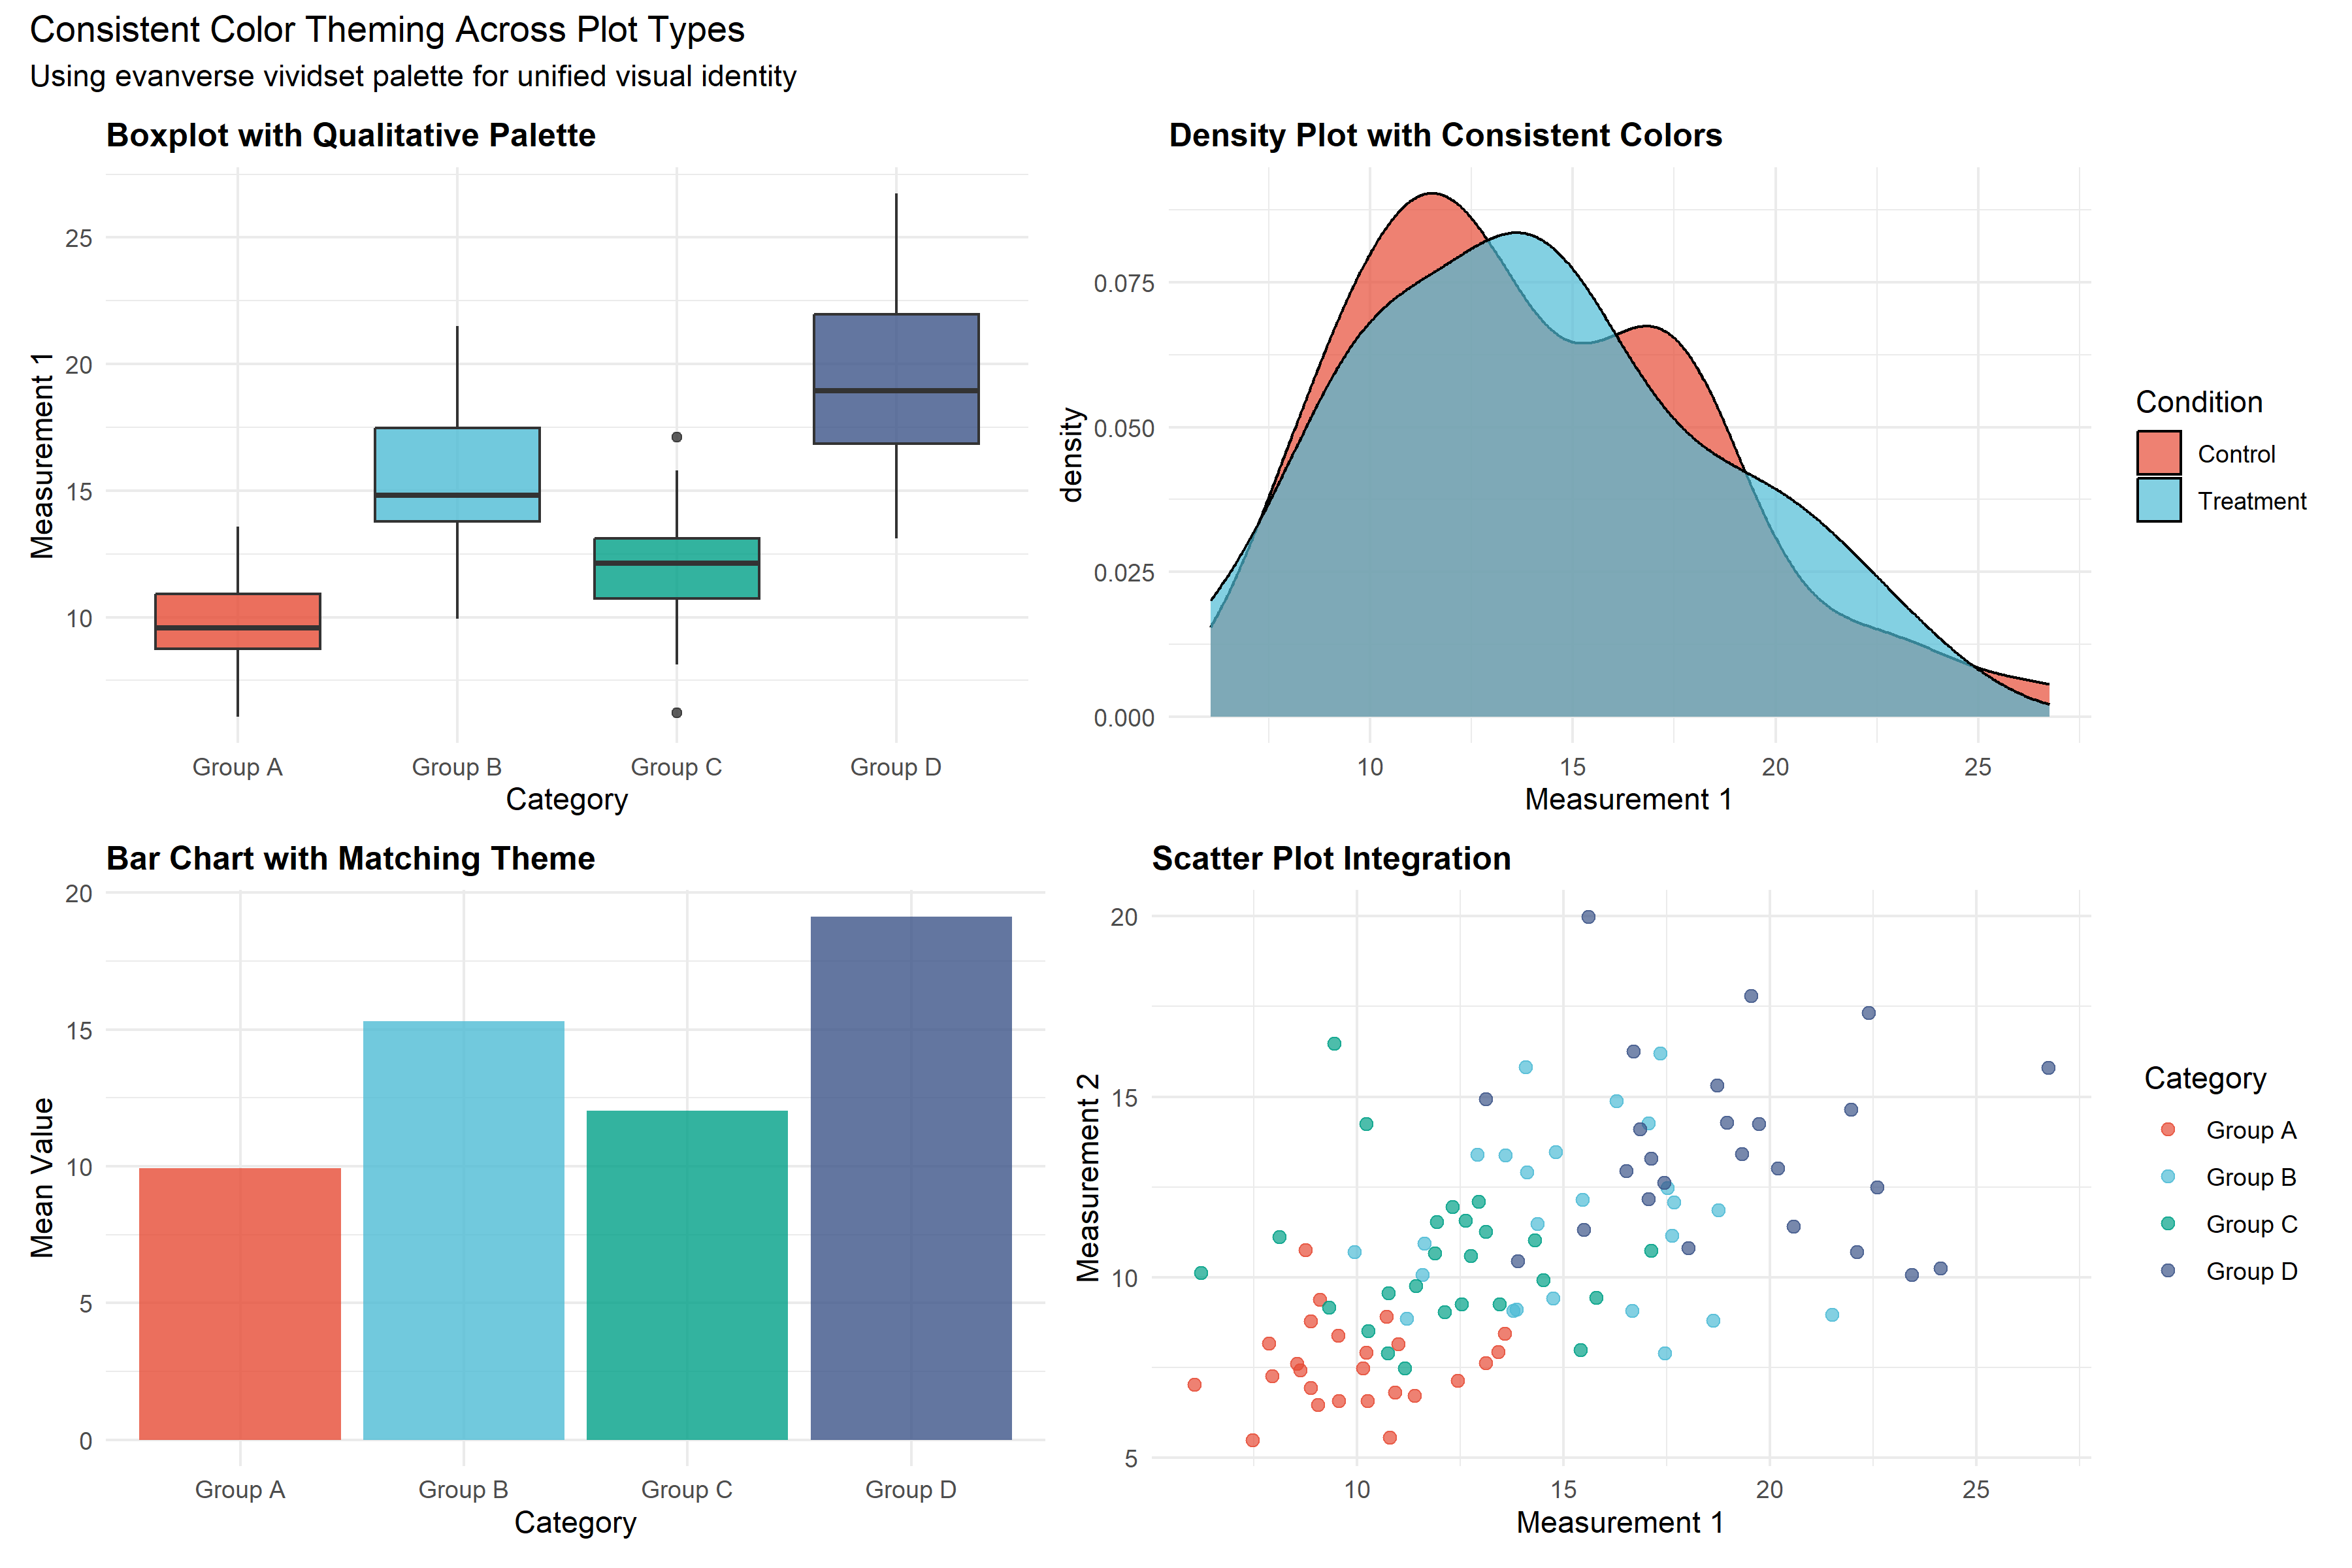 Consistent Color Theming Across Plot Types
Using evanverse vividset palette for unified visual identity
Boxplot with Qualitative Palette
Measurement 1
25
20
15
10
Group A
Group B
Group C
Group D
Category
Density Plot with Consistent Colors
density
0.075
0.050
0.025
0.000
10
15
20
25
Measurement 1
Condition
Control
Treatment
Bar Chart with Matching Theme
Mean Value
20
15
10
5
0
Group A
Group B
Group C
Group D
Category
Scatter Plot Integration
Measurement 2
20
15
10
5
10
15
20
25
Measurement 1
Category
Group A
Group B
Group C
Group D